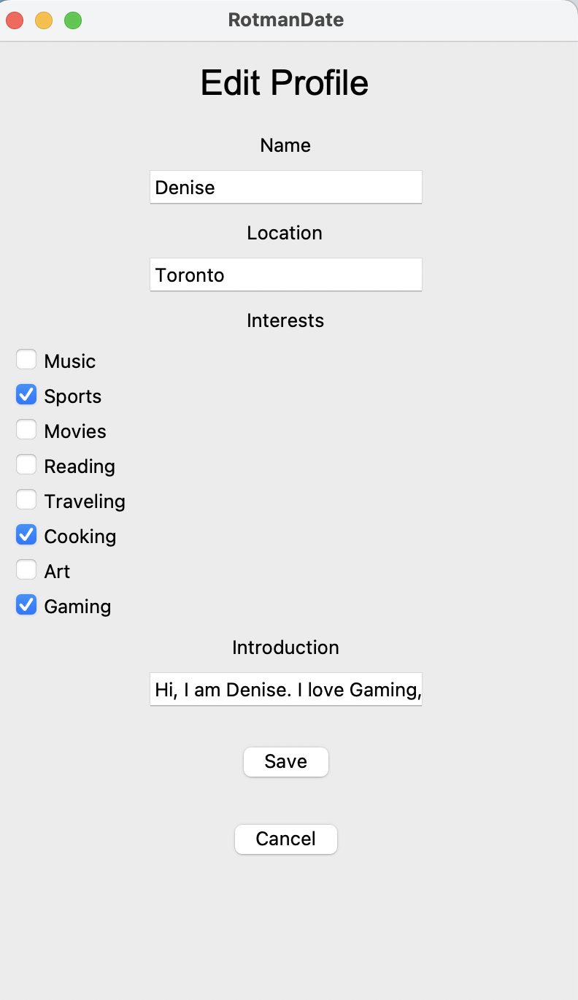 RotmanDate
Edit Profile
Name
Denise
Location
Toronto
Interests
Music
Sports
Movies
Reading
Traveling
Cooking
Art
Gaming
Introduction
Hi, I am Denise. I love Gaming,
Save
Cancel